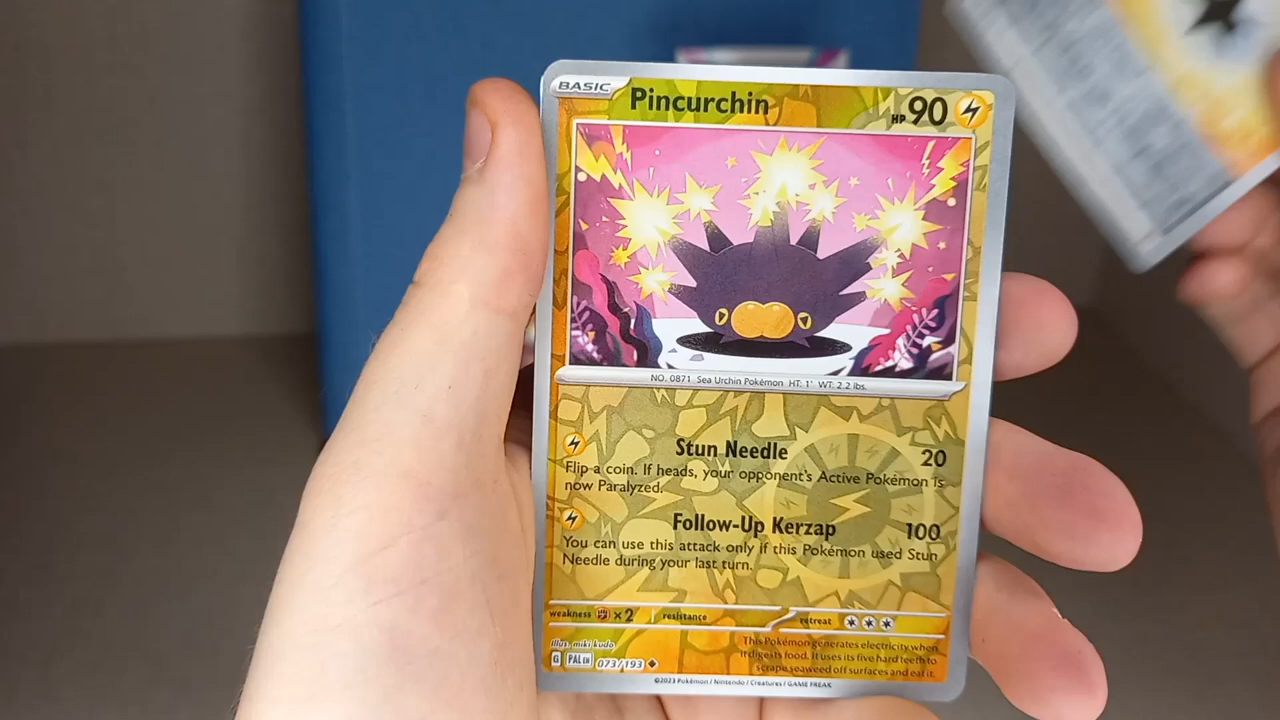 BASIC
Pincurchin
HP 90
NO. 0871 Sea Urchin Pokémon HT: 1' WT: 2.2 lbs.
Stun Needle 20
Flip a coin. If heads, your opponent's Active Pokémon is
now Paralyzed.
Follow-Up Kerzap 100
You can use this attack only if this Pokémon used Stun
Needle during your last turn.
weakness ×2 resistance retreat
Illus. miki kudo
G PAL EN 073/193
This Pokémon generates electricity when
it digests food. It uses its five hard teeth to
scrape seaweed off surfaces and eat it.
©2023 Pokémon / Nintendo / Creatures / GAME FREAK